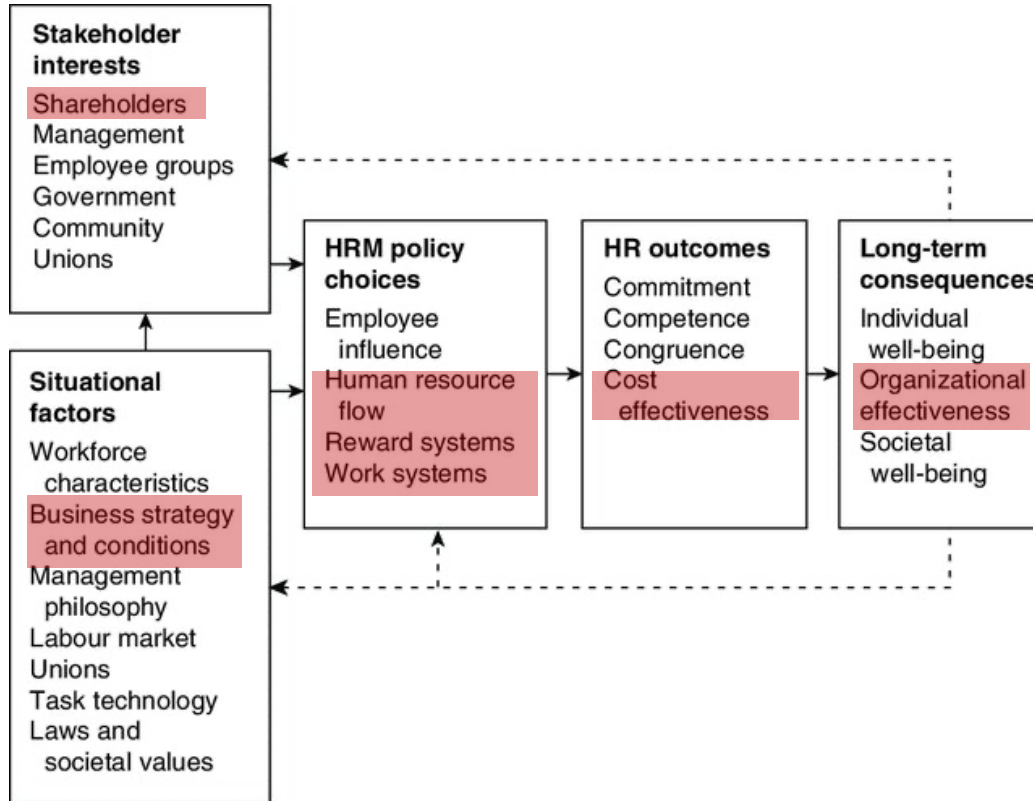 Stakeholder
interests
Shareholders
Management
Employee groups
Government
Community
Unions
Situational
factors
Workforce
characteristics
Business strategy
and conditions
Management
philosophy
Labour market
Unions
Task technology
Laws and
societal values
HRM policy
choices
Employee
influence
Human resource
flow
Reward systems
Work systems
HR outcomes
Commitment
Competence
Congruence
Cost
effectiveness
Long-term
consequences
Individual
well-being
Organizational
effectiveness
Societal
well-being